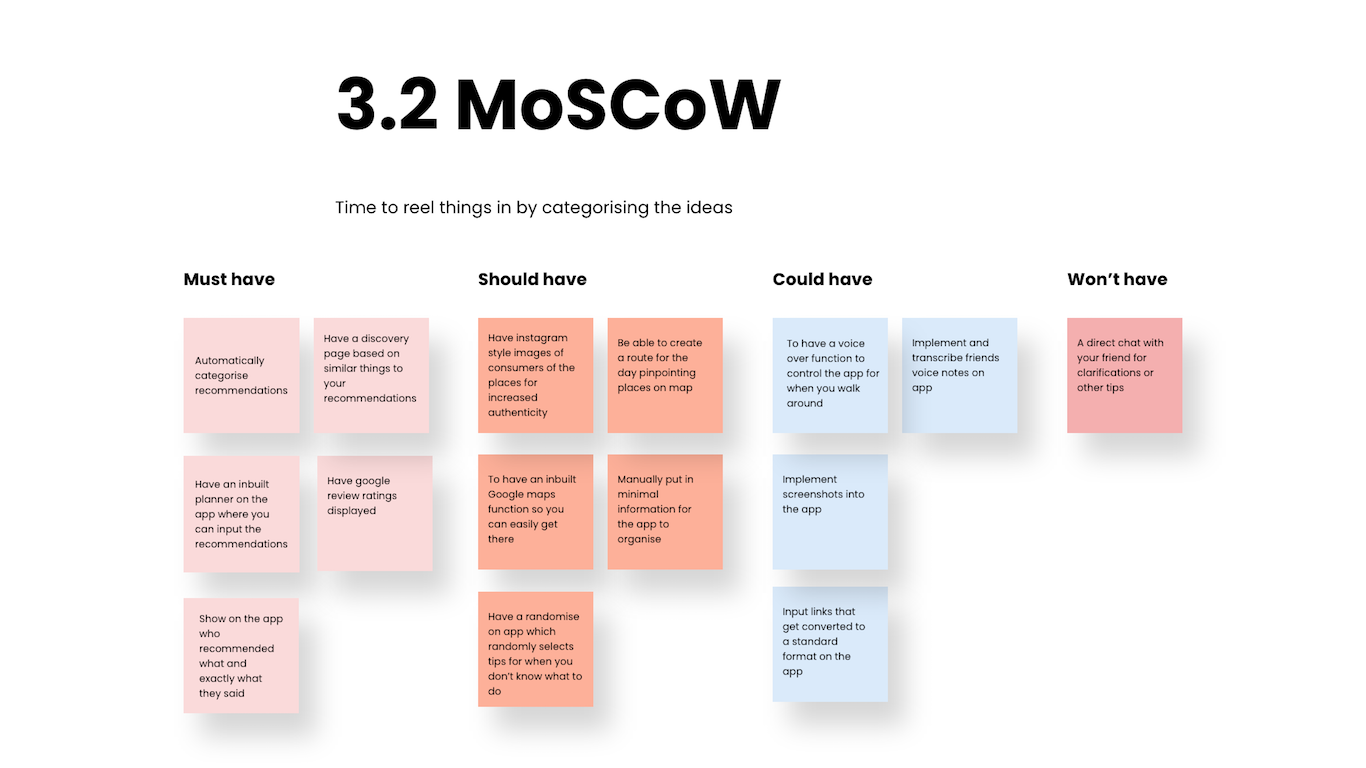 3.2 MoSCoW
Time to reel things in by categorising the ideas
Must have
Automatically
categorise
recommendations
Have a discovery
page based on
similar things to
your
recommendations
Have an inbuilt
planner on the
app where you
can input the
recommendations
Have google
review ratings
displayed
Show on the app
who
recommended
what and
exactly what
they said
Should have
Have instagram
style images of
consumers of the
places for
increased
authenticity
Be able to create
a route for the
day pinpointing
places on map
To have an inbuilt
Google maps
function so you
can easily get
there
Manually put in
minimal
information for
the app to
organise
Have a randomise
on app which
randomly selects
tips for when you
don't know what to
do
Could have
To have a voice
over function to
control the app for
when you walk
around
Implement and
transcribe friends
voice notes on
app
Implement
screenshots into
the app
Input links that
get converted to
a standard
format on the
app
Won’t have
A direct chat with
your friend for
clarifications or
other tips